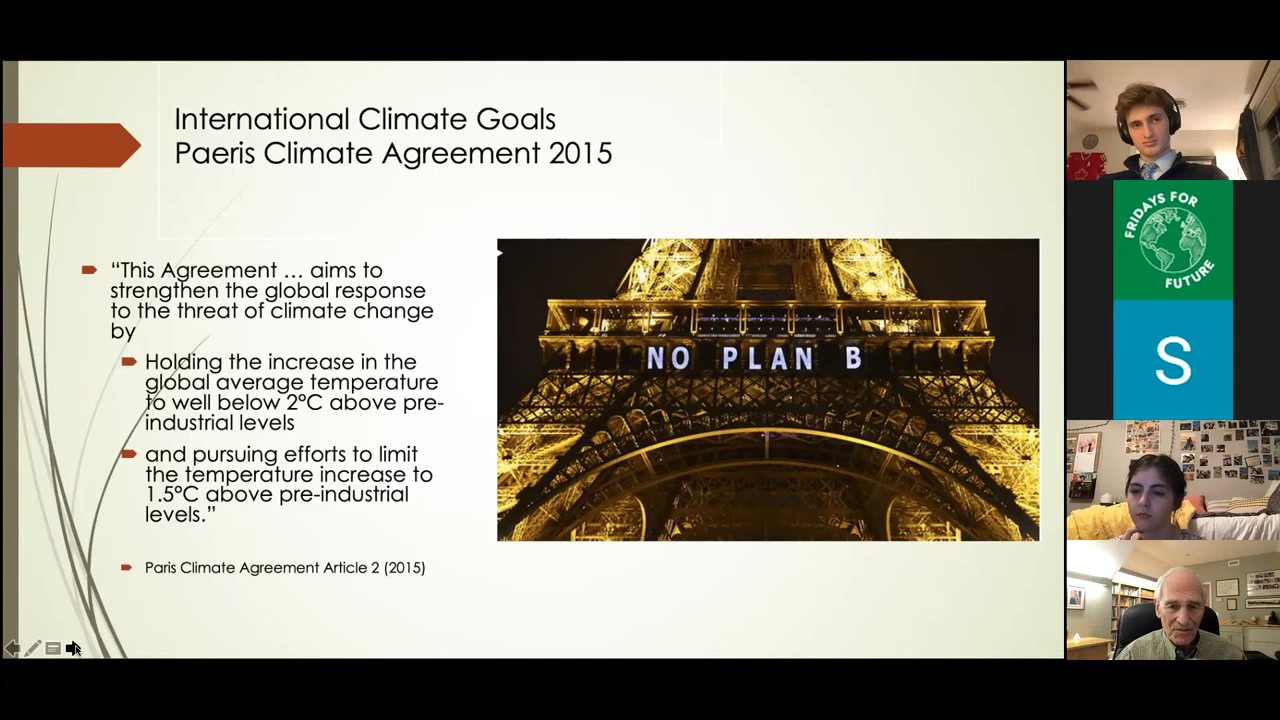 International Climate Goals
Paeris Climate Agreement 2015
“This Agreement … aims to
strengthen the global response
to the threat of climate change
by
Holding the increase in the
global average temperature
to well below 2°C above pre-
industrial levels
and pursuing efforts to limit
the temperature increase to
1.5°C above pre-industrial
levels.”
Paris Climate Agreement Article 2 (2015)
NO PLAN B
FRIDAYS FOR
FUTURE
S